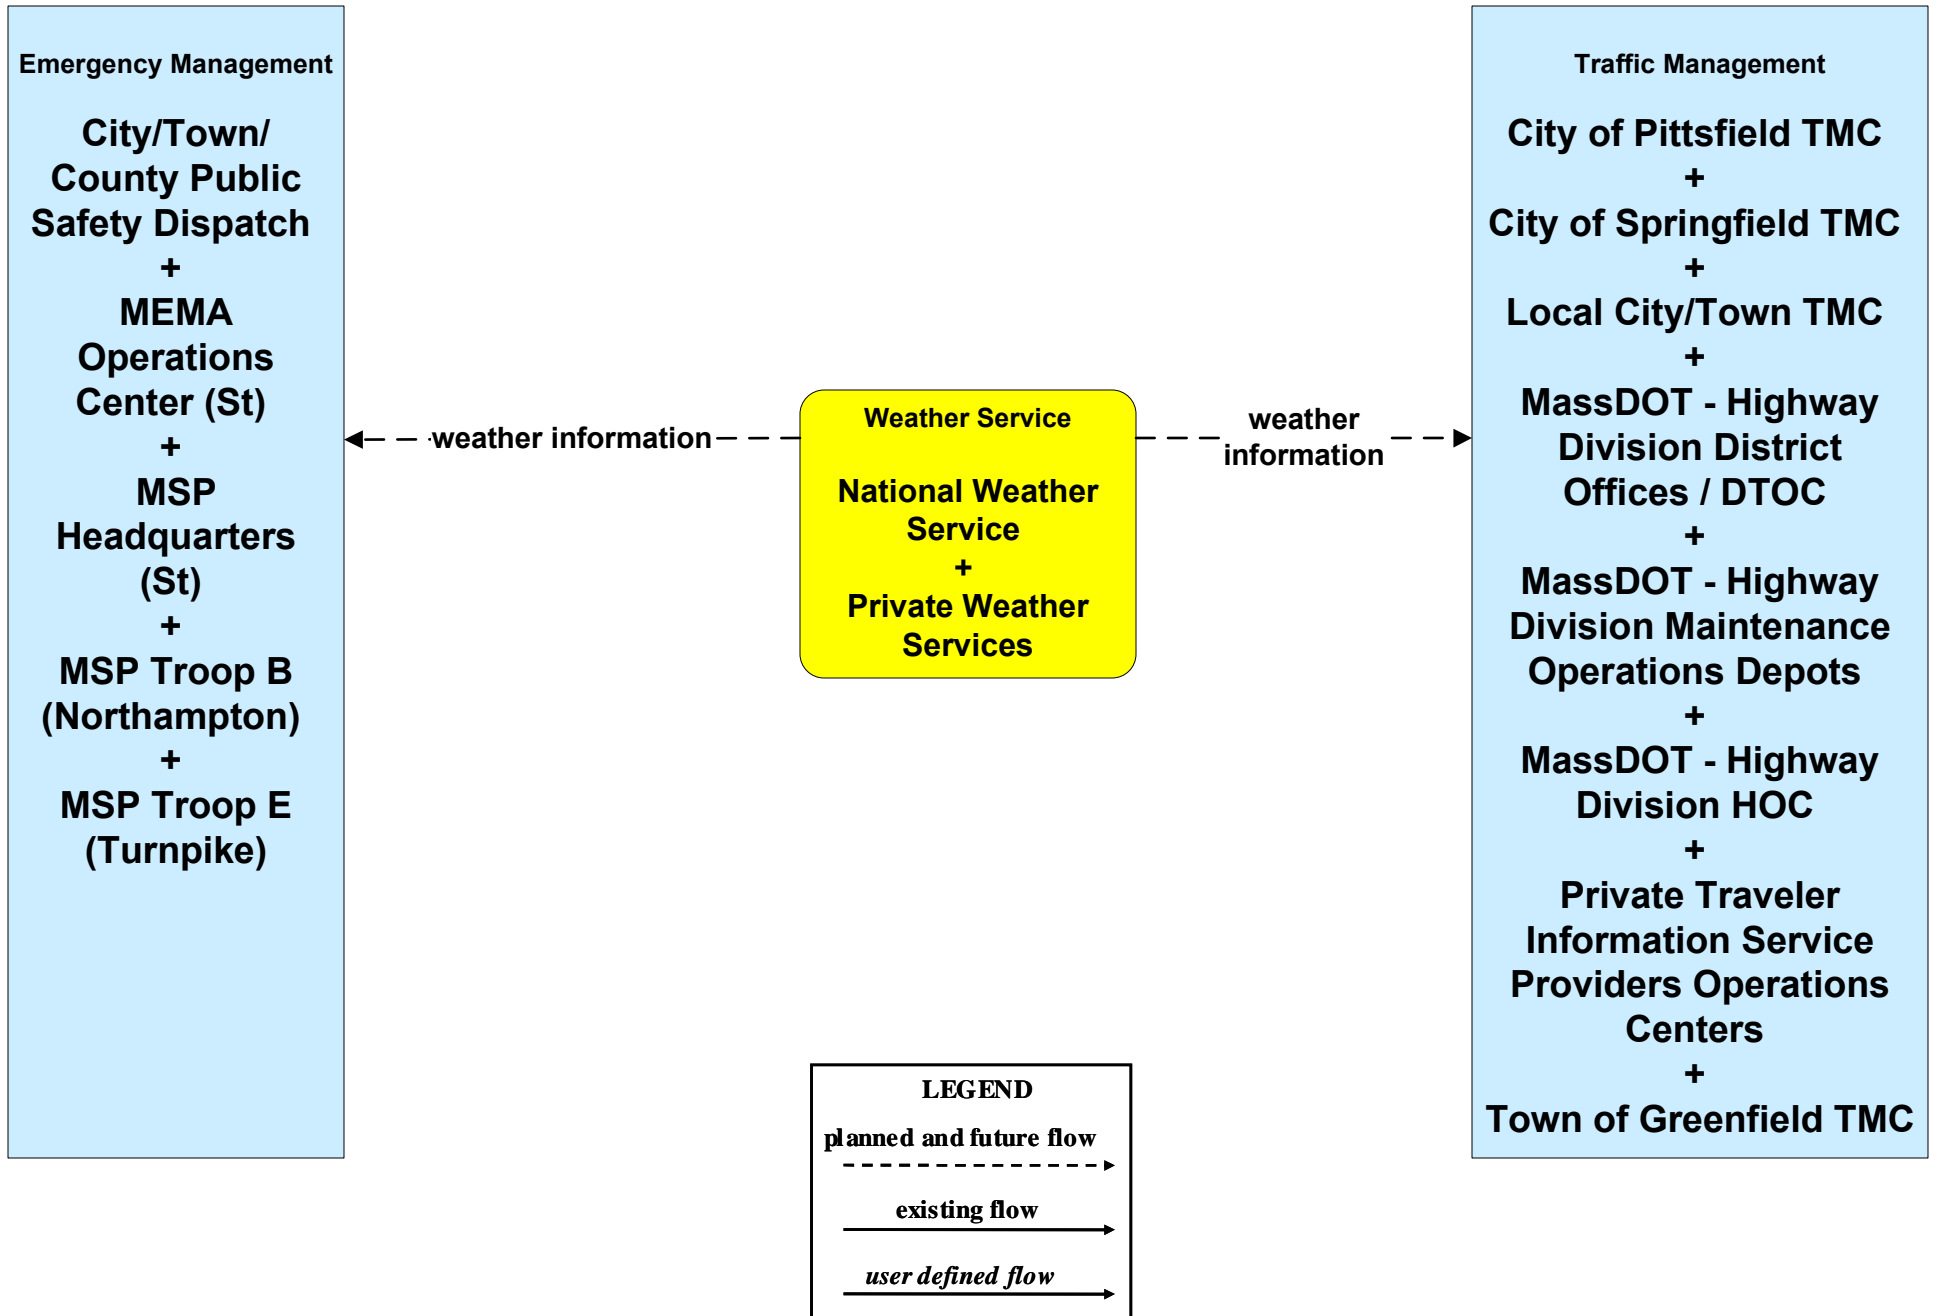 Emergency Management
City/Town/
County Public
Safety Dispatch
+
MEMA
Operations
Center (St)
+
MSP
Headquarters
(St)
+
MSP Troop B
(Northampton)
+
MSP Troop E
(Turnpike)
weather information
Weather Service
National Weather
Service
+
Private Weather
Services
weather
information
Traffic Management
City of Pittsfield TMC
+
City of Springfield TMC
+
Local City/Town TMC
+
MassDOT - Highway
Division District
Offices / DTOC
+
MassDOT - Highway
Division Maintenance
Operations Depots
+
MassDOT - Highway
Division HOC
+
Private Traveler
Information Service
Providers Operations
Centers
+
Town of Greenfield TMC
LEGEND
planned and future flow
existing flow
user defined flow